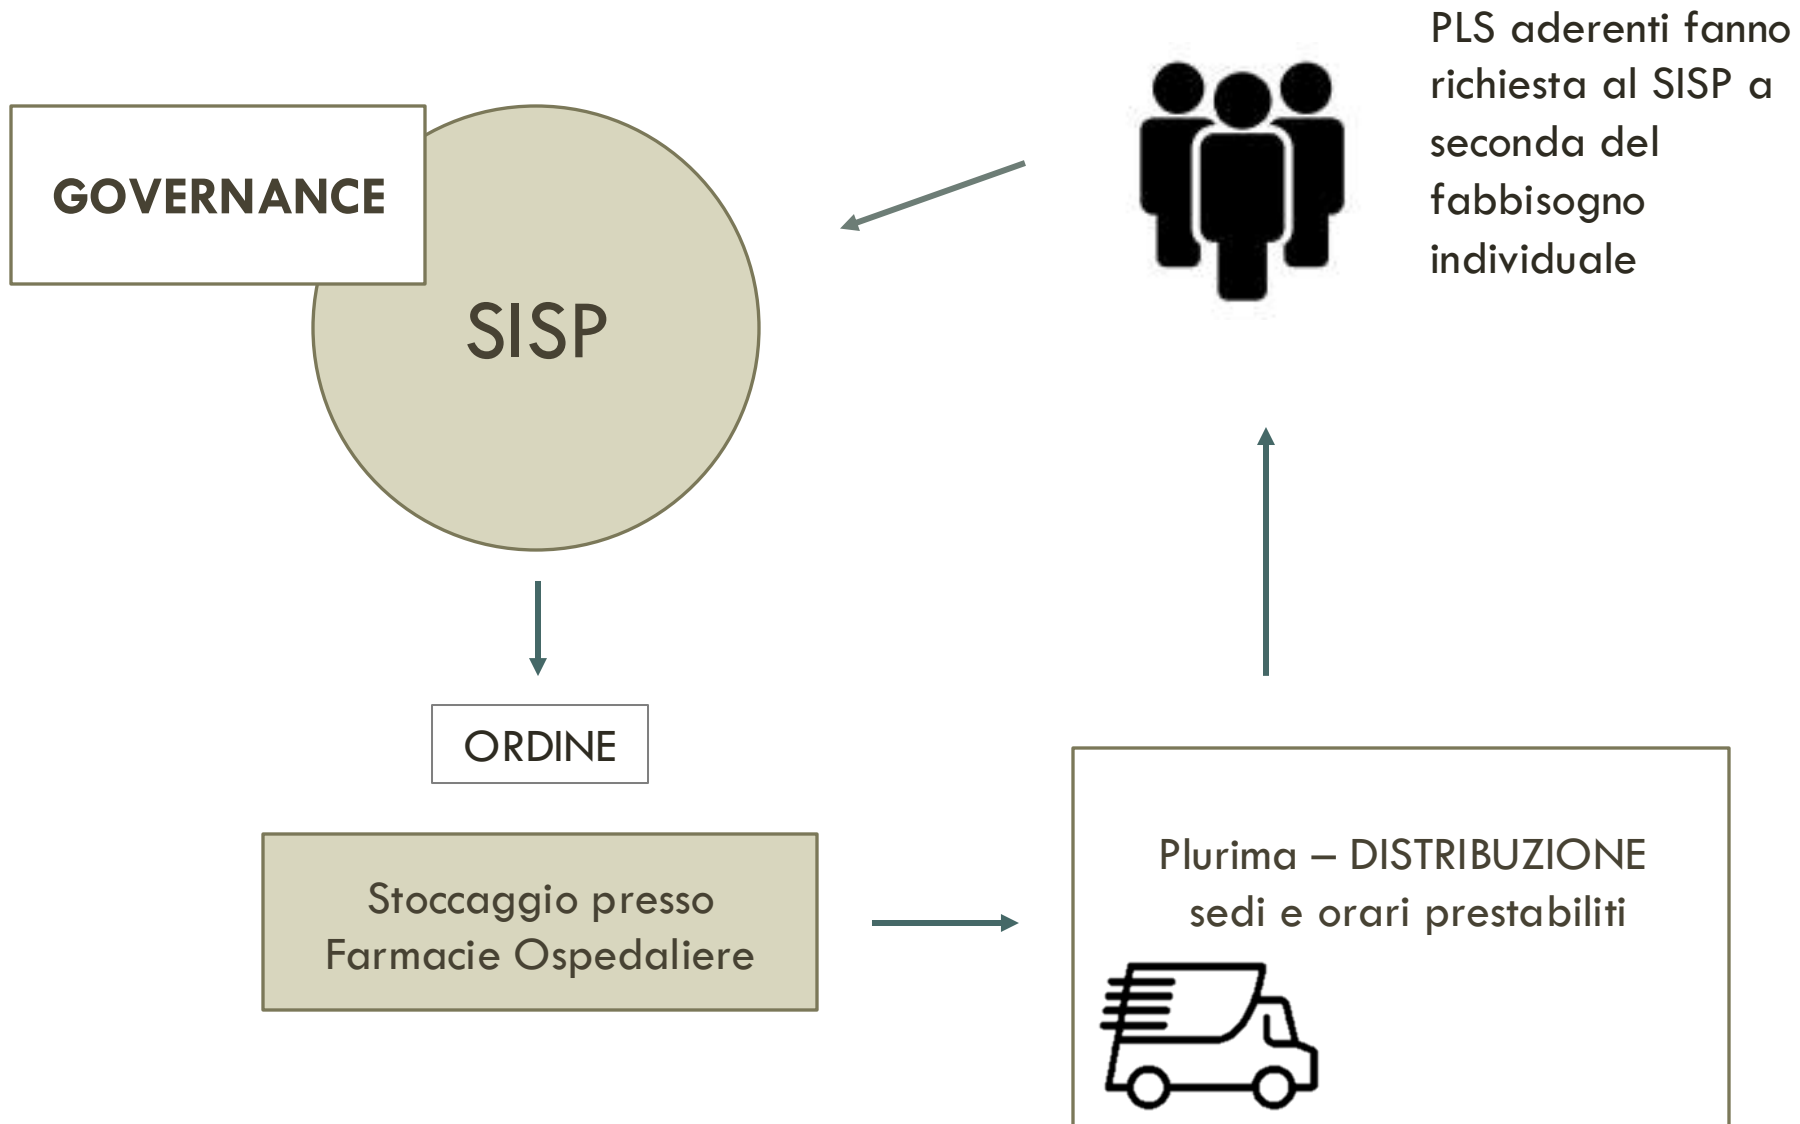 GOVERNANCE
SISP
PLS aderenti fanno
richiesta al SISP a
seconda del
fabbisogno
individuale
ORDINE
Stoccaggio presso
Farmacie Ospedaliere
Plurima – DISTRIBUZIONE
sedi e orari prestabiliti